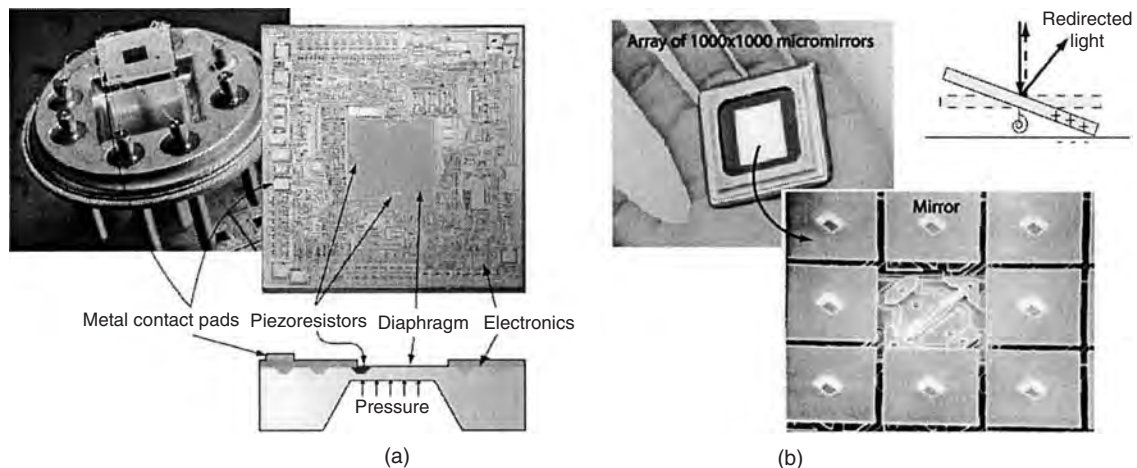 Metal contact pads
Piezoresistors
Diaphragm
Electronics
Pressure
(a)
Array of 1000x1000 micromirrors
Redirected
light
+ + +
- - -
Mirror
(b)